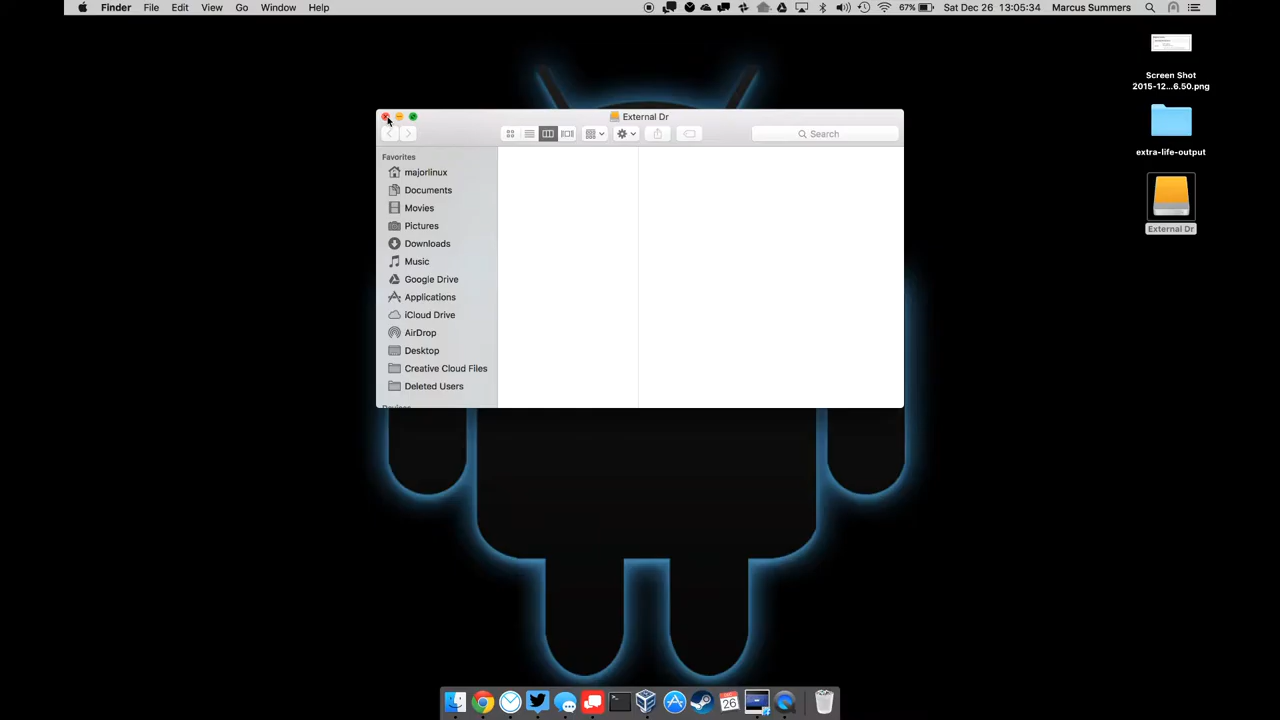 Finder File Edit View Go Window Help 67% Sat Dec 26 13:05:34 Marcus Summers
Screen Shot
2015-12...6.50.png
extra-life-output
External Dr
External Dr
Search
Favorites
majorlinux
Documents
Movies
Pictures
Downloads
Music
Google Drive
Applications
iCloud Drive
AirDrop
Desktop
Creative Cloud Files
Deleted Users
Devices
26